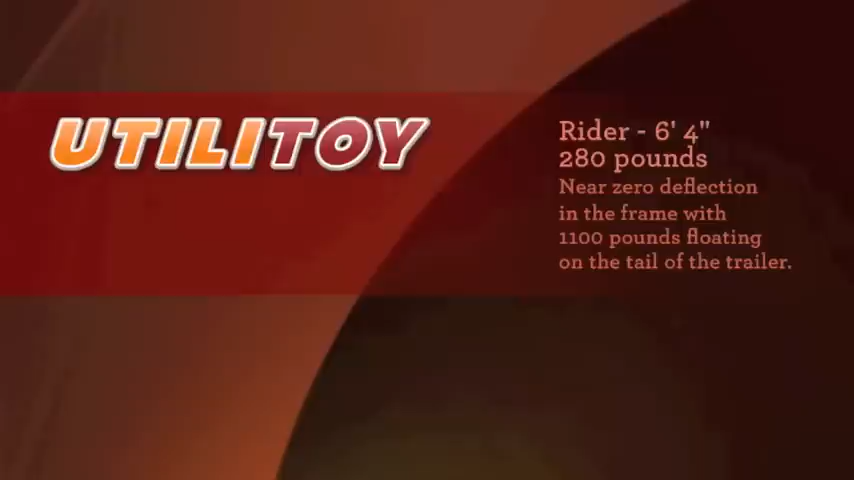 UTILITOY
Rider - 6' 4"
280 pounds
Near zero deflection
in the frame with
1100 pounds floating
on the tail of the trailer.